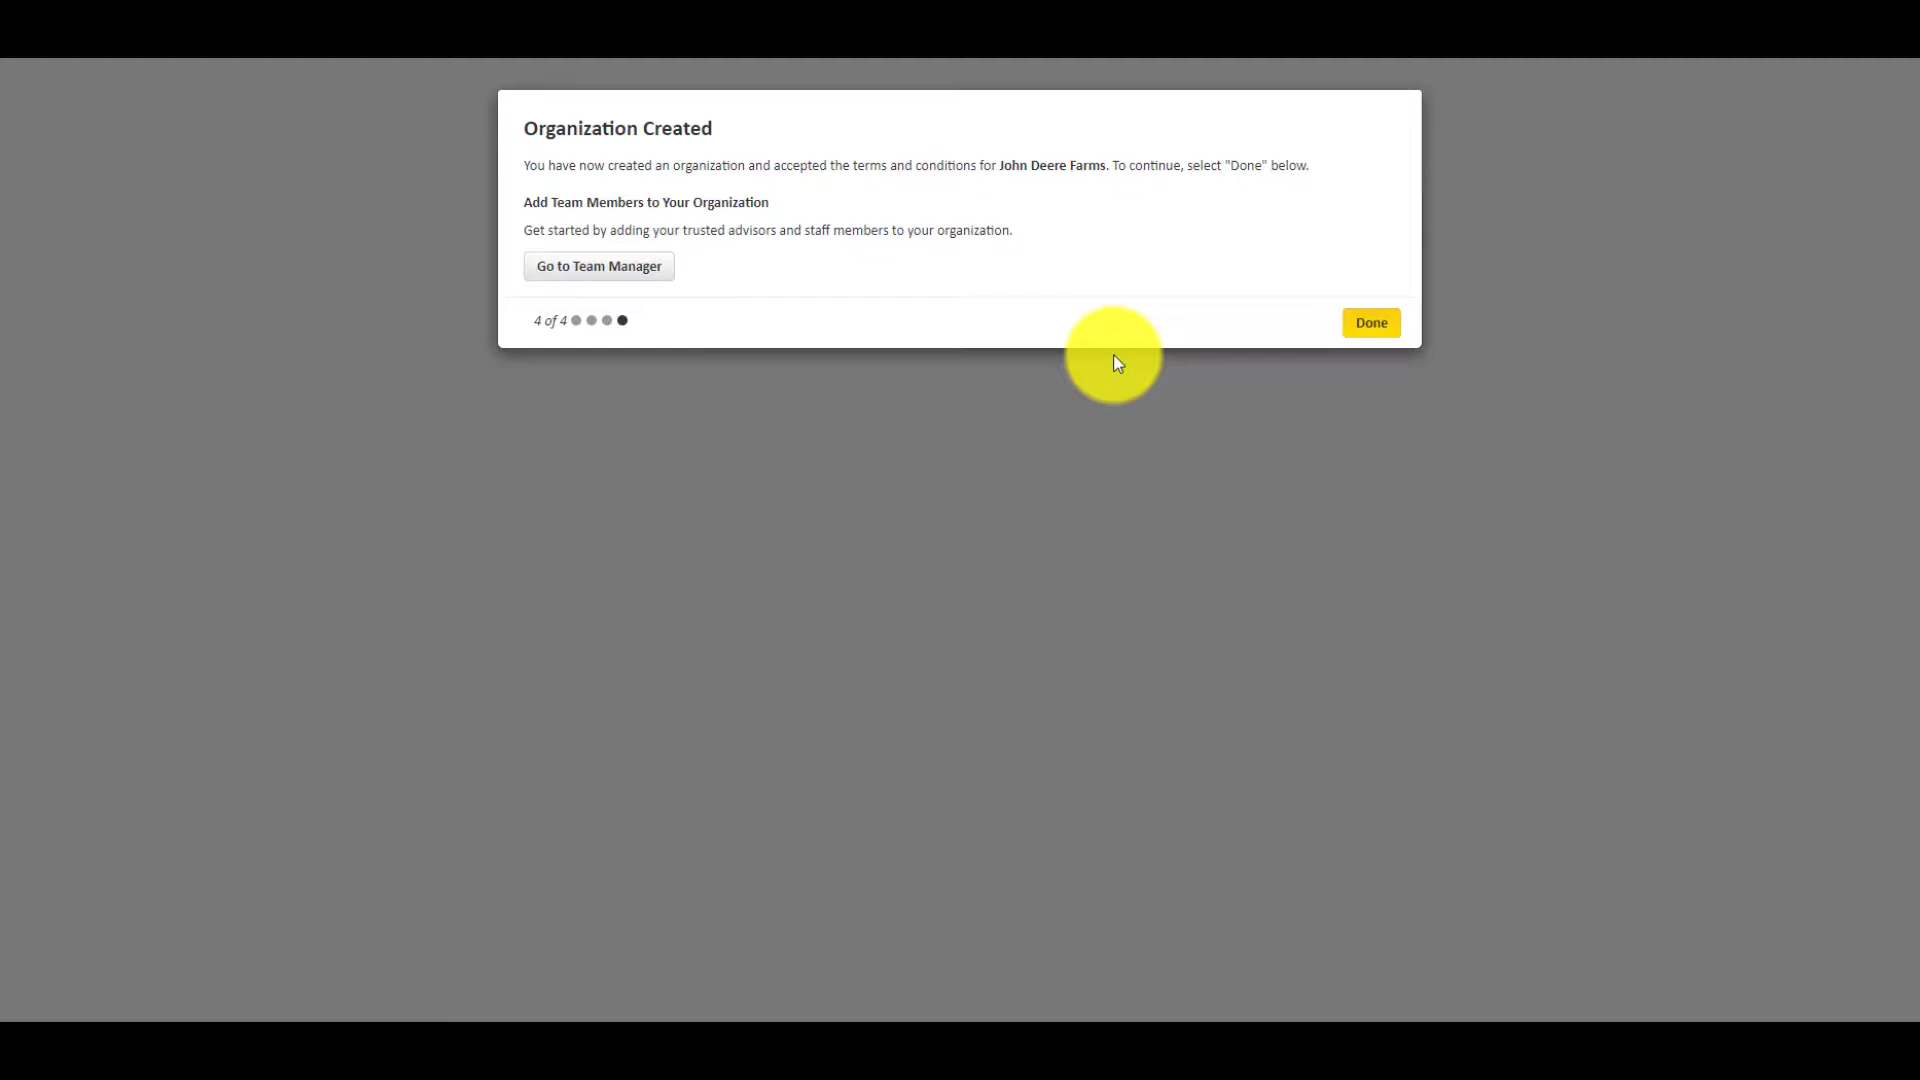 Organization Created
You have now created an organization and accepted the terms and conditions for John Deere Farms. To continue, select "Done" below.
Add Team Members to Your Organization
Get started by adding your trusted advisors and staff members to your organization.
Go to Team Manager
4 of 4
Done